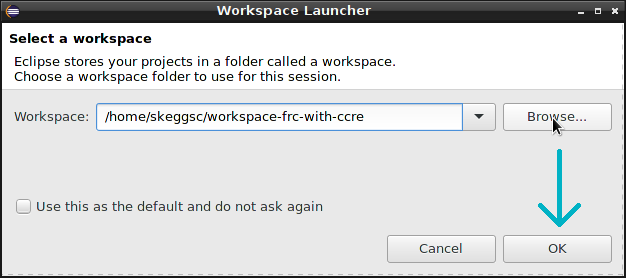 Workspace Launcher
Select a workspace
Eclipse stores your projects in a folder called a workspace.
Choose a workspace folder to use for this session.
Workspace: /home/skeggsc/workspace-frc-with-ccre Browse...
Use this as the default and do not ask again
Cancel OK